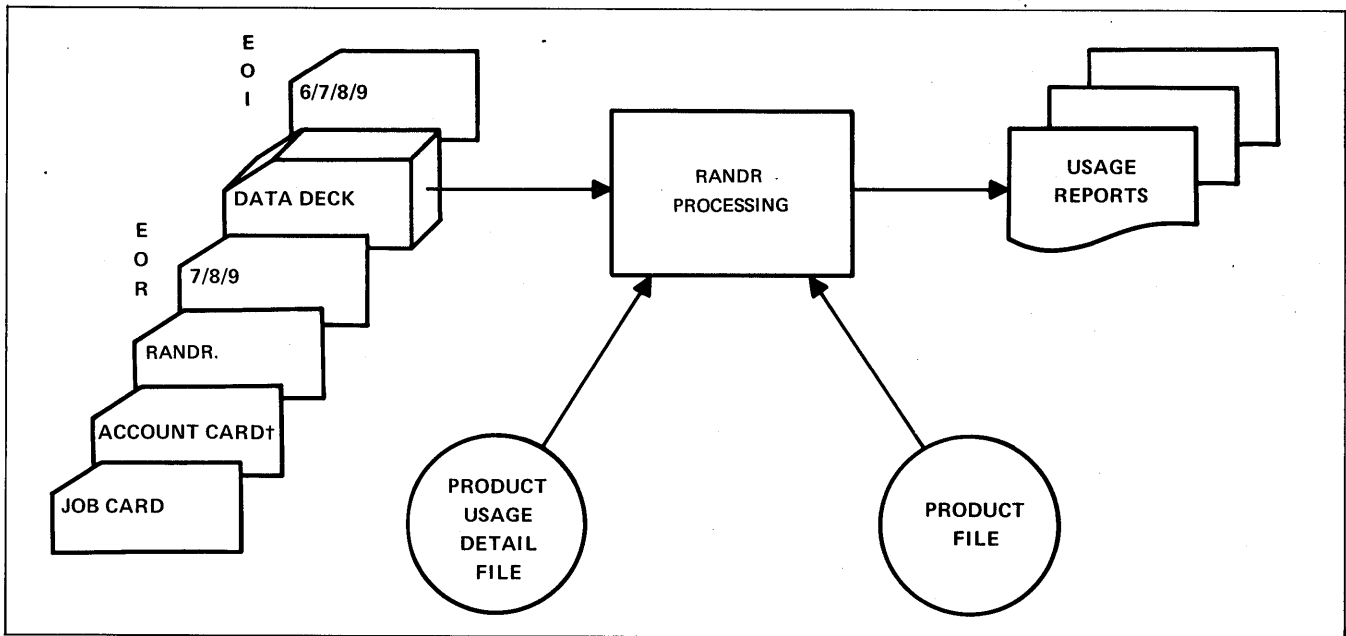 E
O
I
6/7/8/9
DATA DECK
E
O
R
7/8/9
RANDR.
ACCOUNT CARD†
JOB CARD
RANDR
PROCESSING
USAGE
REPORTS
PRODUCT
USAGE
DETAIL
FILE
PRODUCT
FILE